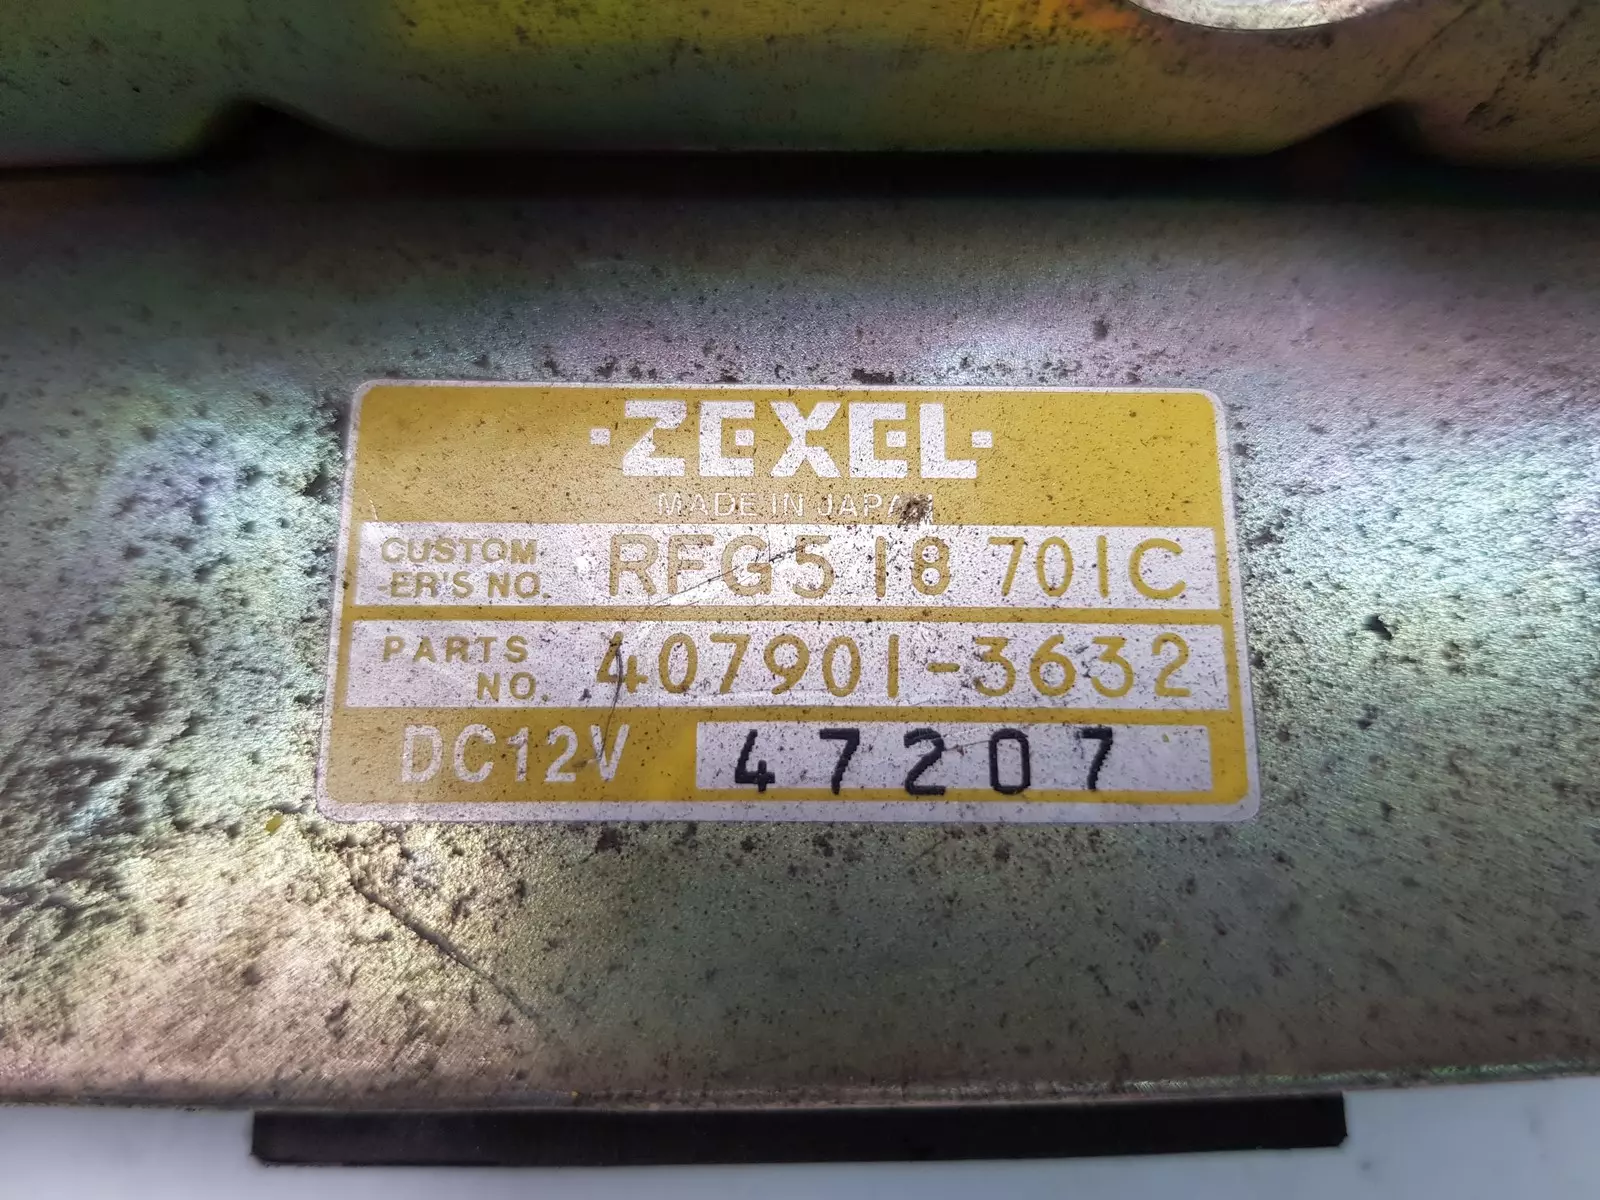 ·ZEXEL·
MADE IN JAPAN
CUSTOM
-ER'S NO. RFG5 18 701C
PARTS
NO. 407901-3632
DC12V 47207